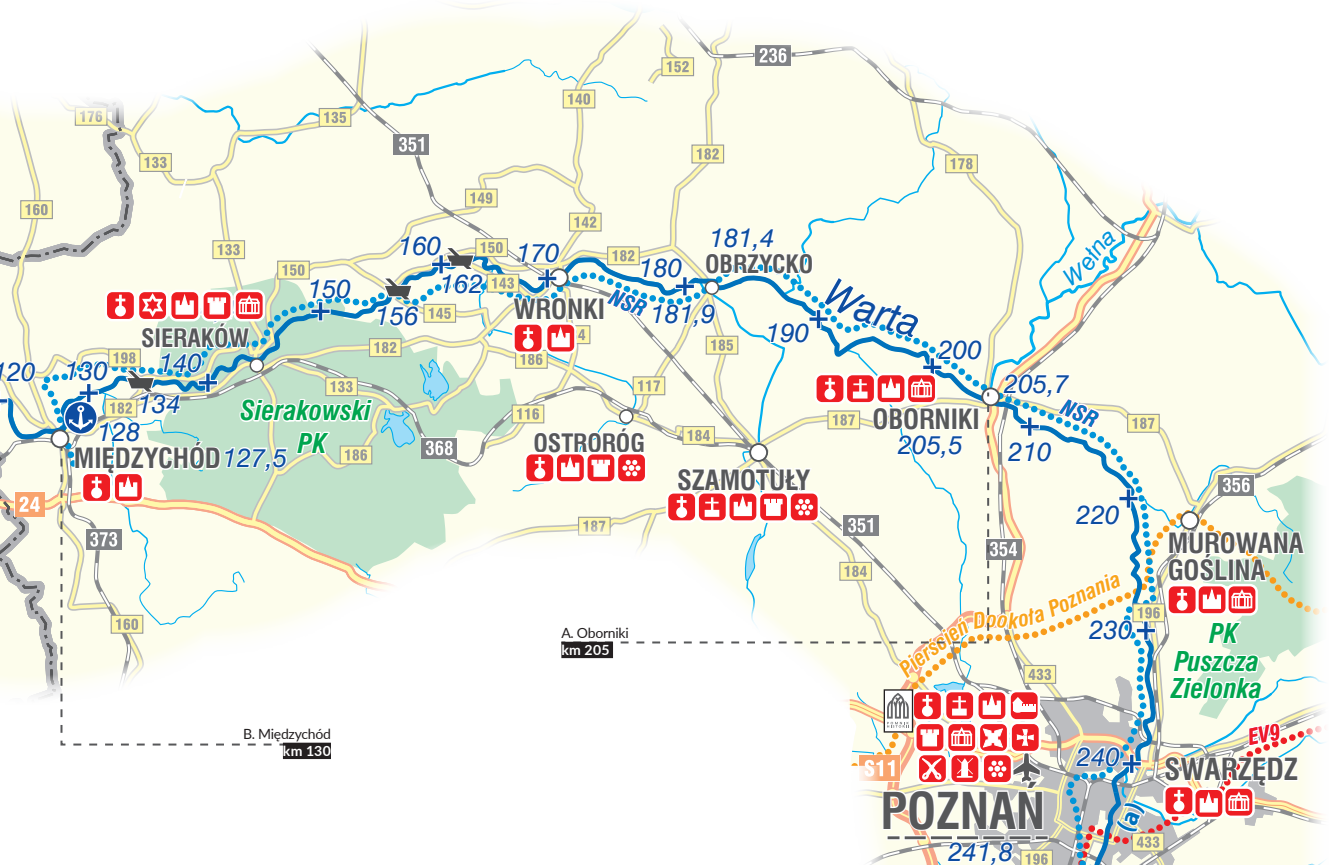 236
152
140
176
135
351
133
182
178
160
149
142
133
150
160
150
170
182
181,4
OBRZYCKO
Wełna
150
162
143
180
NSR
181,9
Warta
156
145
WRONKI
190
SIERAKÓW
4
186
182
185
200
120
130
198
140
133
117
205,7
NSR
182
134
Sierakowski
PK
116
187
OBORNIKI
205,5
187
128
MIĘDZYCHÓD
127,5
186
368
OSTRORÓG
184
210
SZAMOTUŁY
356
24
187
351
220
373
354
MUROWANA
GOŚLINA
184
Pierścień Dookoła Poznania
160
196
230
A. Oborniki
km 205
PK
Puszcza
Zielonka
433
B. Międzychód
km 130
EV9
S11
240
SWARZĘDZ
POZNAŃ
(a)
433
241,8
196